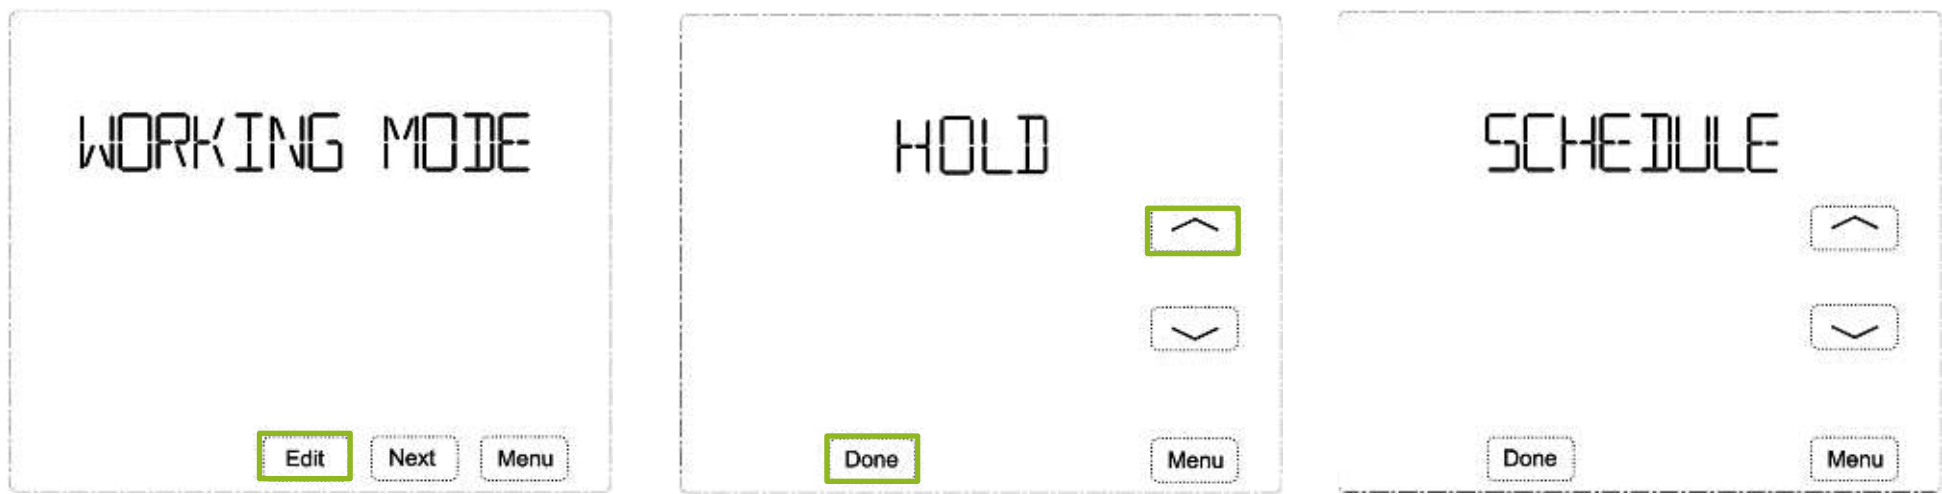 WORKING MODE
Edit
Next
Menu
HOLD
Done
Menu
SCHEDULE
Done
Menu